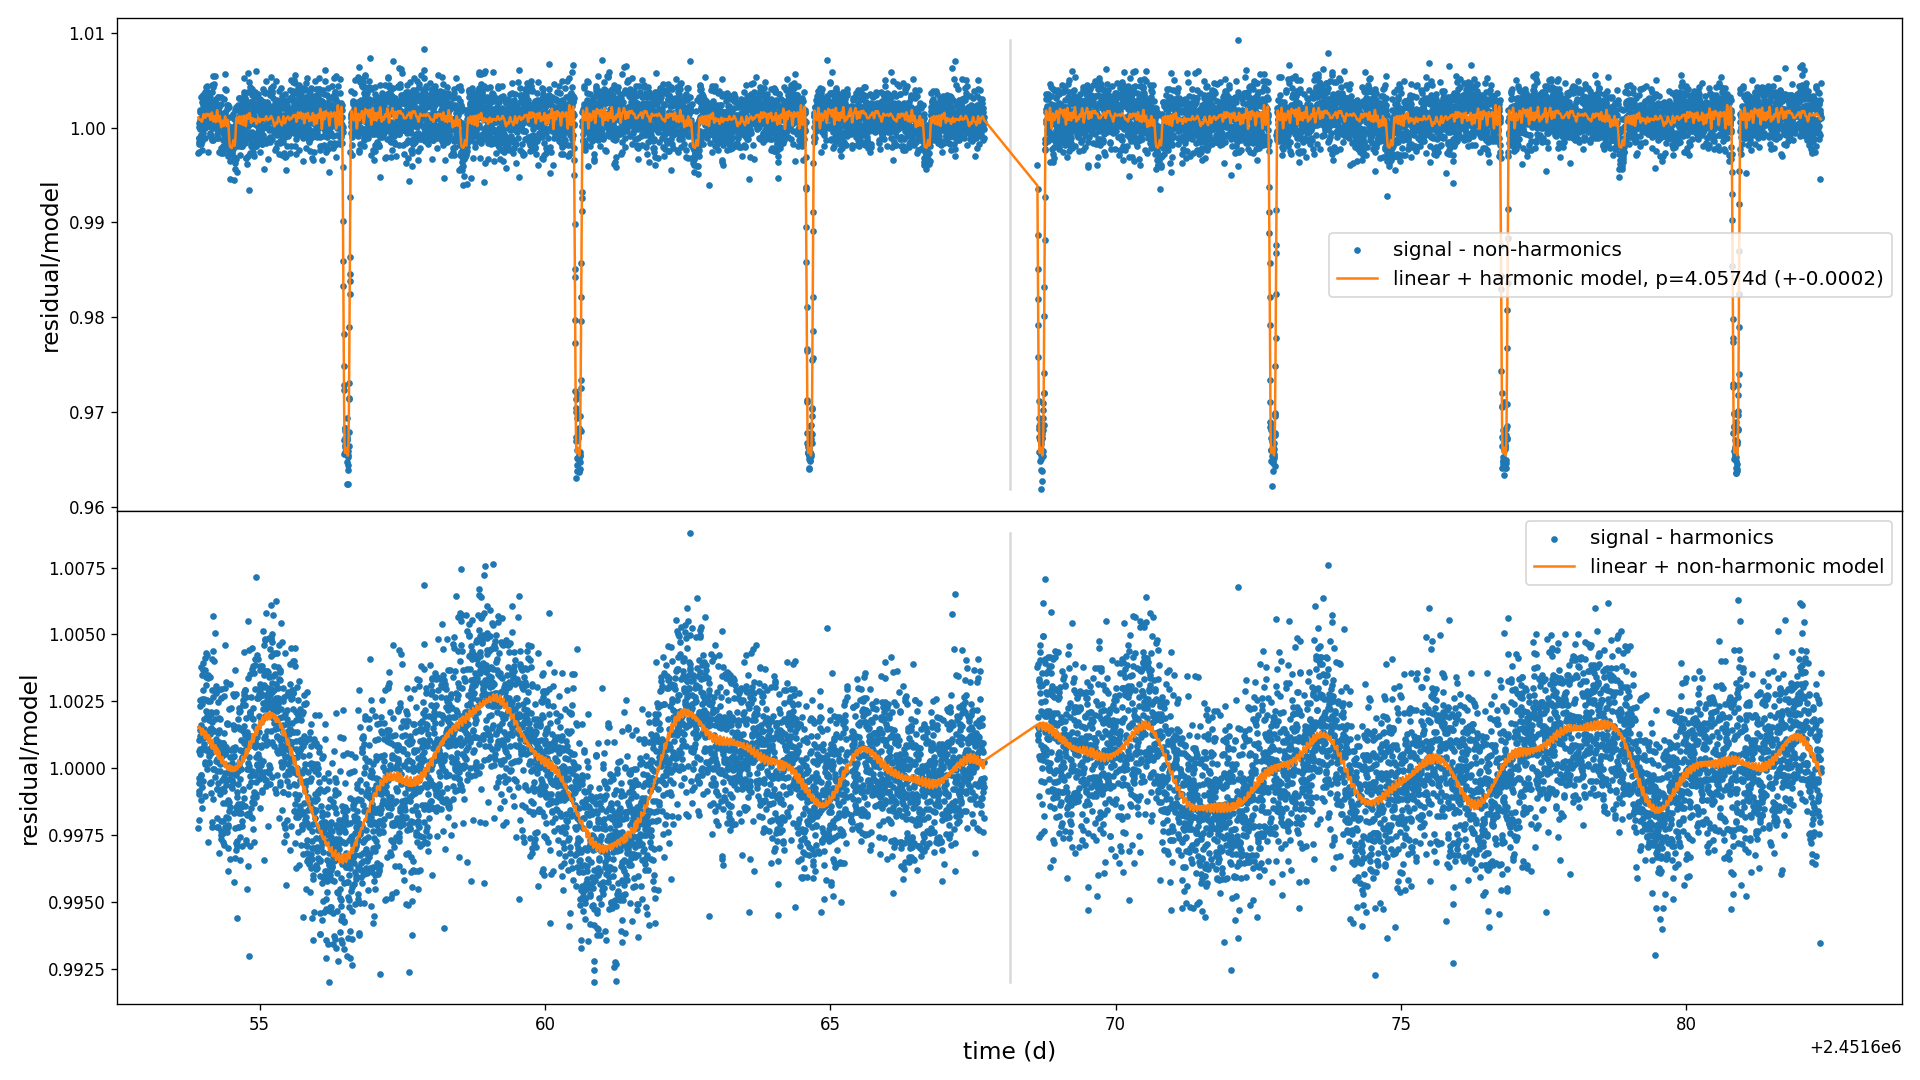 1.01
1.00
0.99
0.98
0.97
0.96
residual/model
signal - non-harmonics
linear + harmonic model, p=4.0574d (+-0.0002)
1.0075
1.0050
1.0025
1.0000
0.9975
0.9950
0.9925
residual/model
signal - harmonics
linear + non-harmonic model
55
60
65
70
75
80
time (d)
+2.4516e6